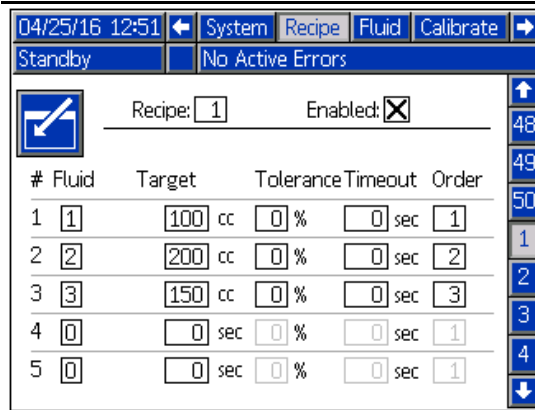 04/25/16 12:51 System Recipe Fluid Calibrate
Standby No Active Errors
Recipe: 1 Enabled:
# Fluid Target Tolerance Timeout Order
1 1 100 cc 0 % 0 sec 1
2 2 200 cc 0 % 0 sec 2
3 3 150 cc 0 % 0 sec 3
4 0 0 sec 0 % 0 sec 1
5 0 0 sec 0 % 0 sec 1
48
49
50
1
2
3
4